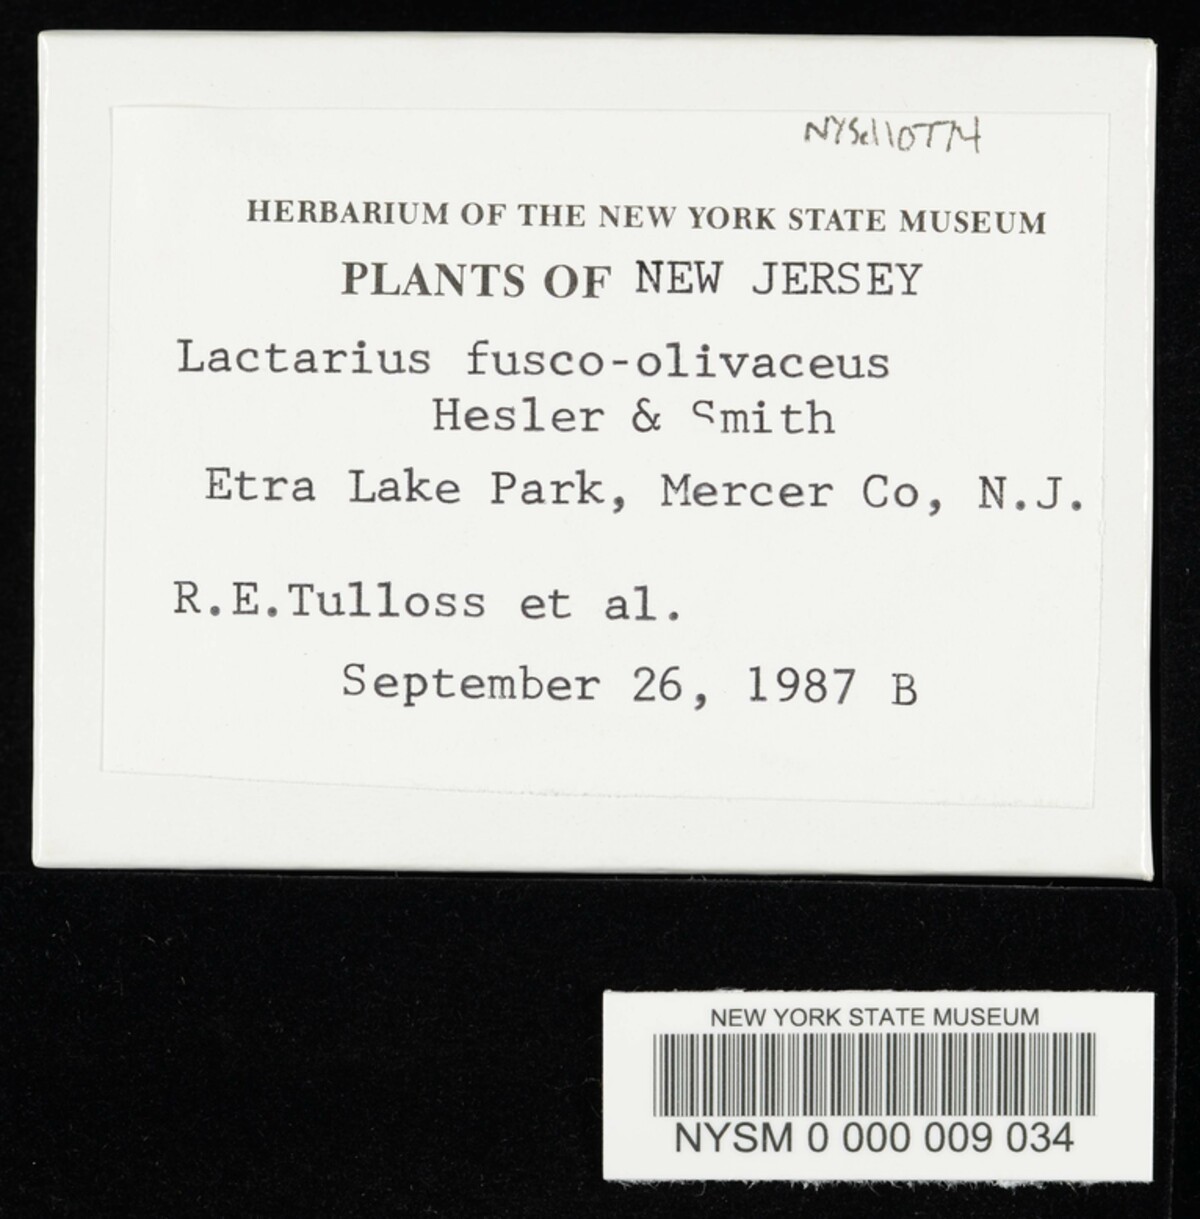 HERBARIUM OF THE NEW YORK STATE MUSEUM
PLANTS OF NEW JERSEY
Lactarius fusco-olivaceus
Hesler & Smith
Etra Lake Park, Mercer Co, N.J.
R.E.Tulloss et al.
September 26, 1987 B
NEW YORK STATE MUSEUM
NYSM 0 000 009 034